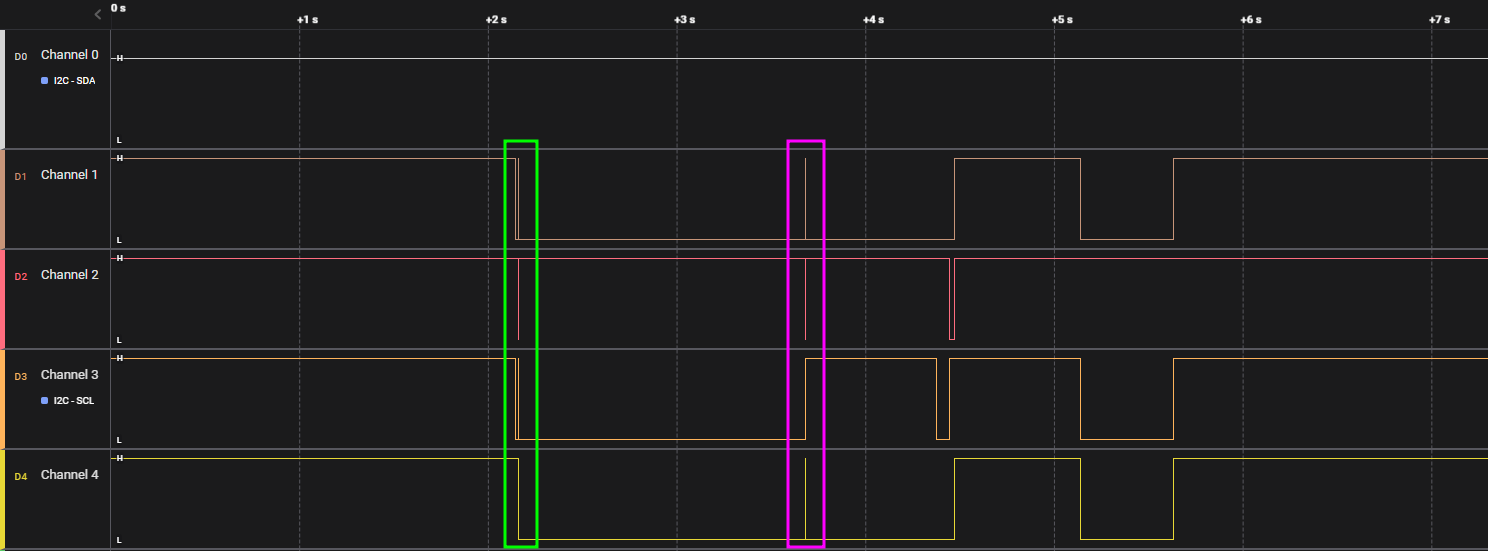 0 s
+1 s
+2 s
+3 s
+4 s
+5 s
+6 s
+7 s
D0 Channel 0 H
I2C - SDA
L
D1 Channel 1 H
L
D2 Channel 2 H
L
D3 Channel 3 H
I2C - SCL
L
D4 Channel 4 H
L